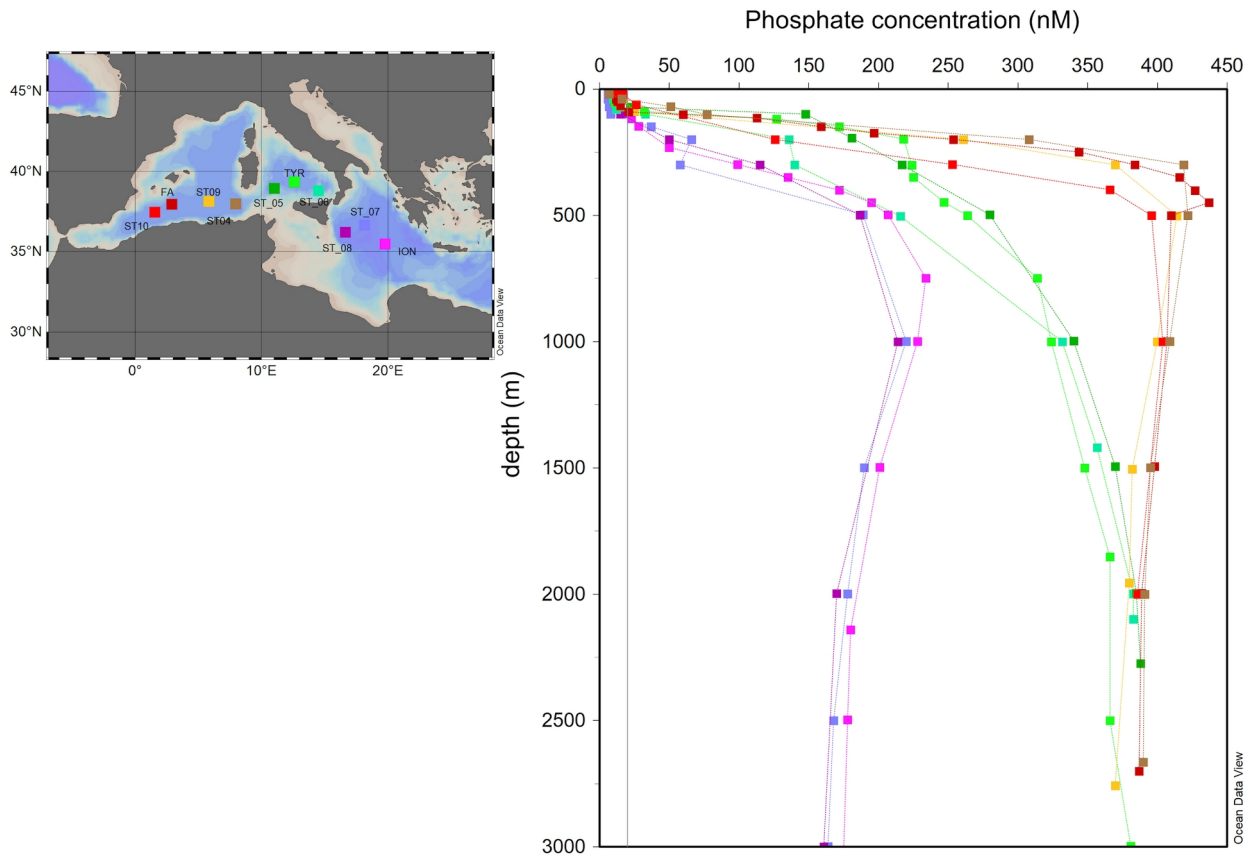 Phosphate concentration (nM)
0 50 100 150 200 250 300 350 400 450
45°N
40°N
35°N
30°N
0°E
10°E
20°E
FA
ST09
TYR
ST10
ST04
ST_05
ST_06
ST_07
ST_08
ION
Ocean Data View
depth (m)
0
500
1000
1500
2000
2500
3000
Ocean Data View